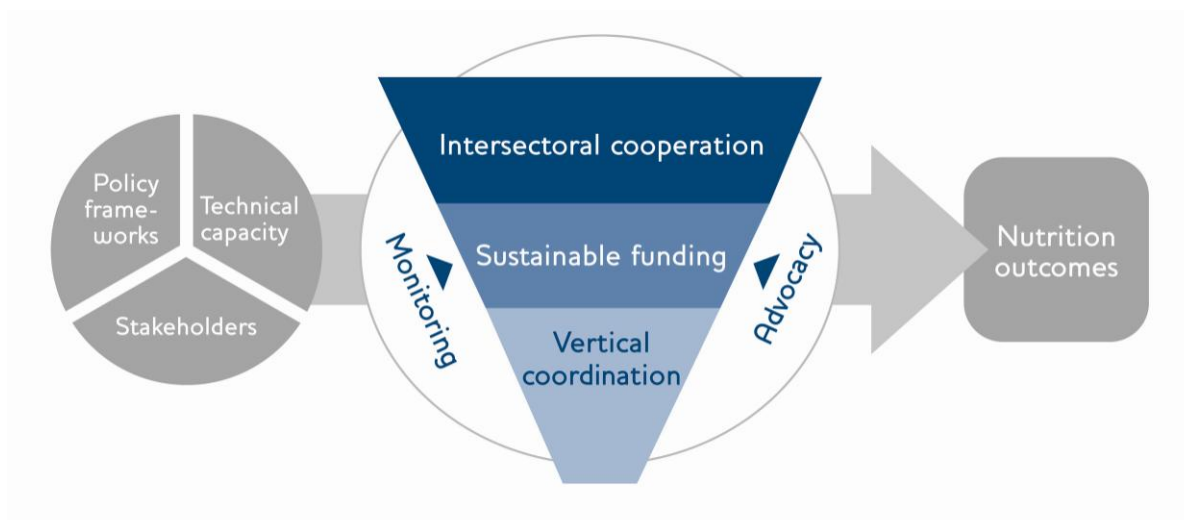 Policy
frame-
works
Technical
capacity
Stakeholders
Intersectoral cooperation
Sustainable funding
Vertical
coordination
Monitoring
Advocacy
Nutrition
outcomes